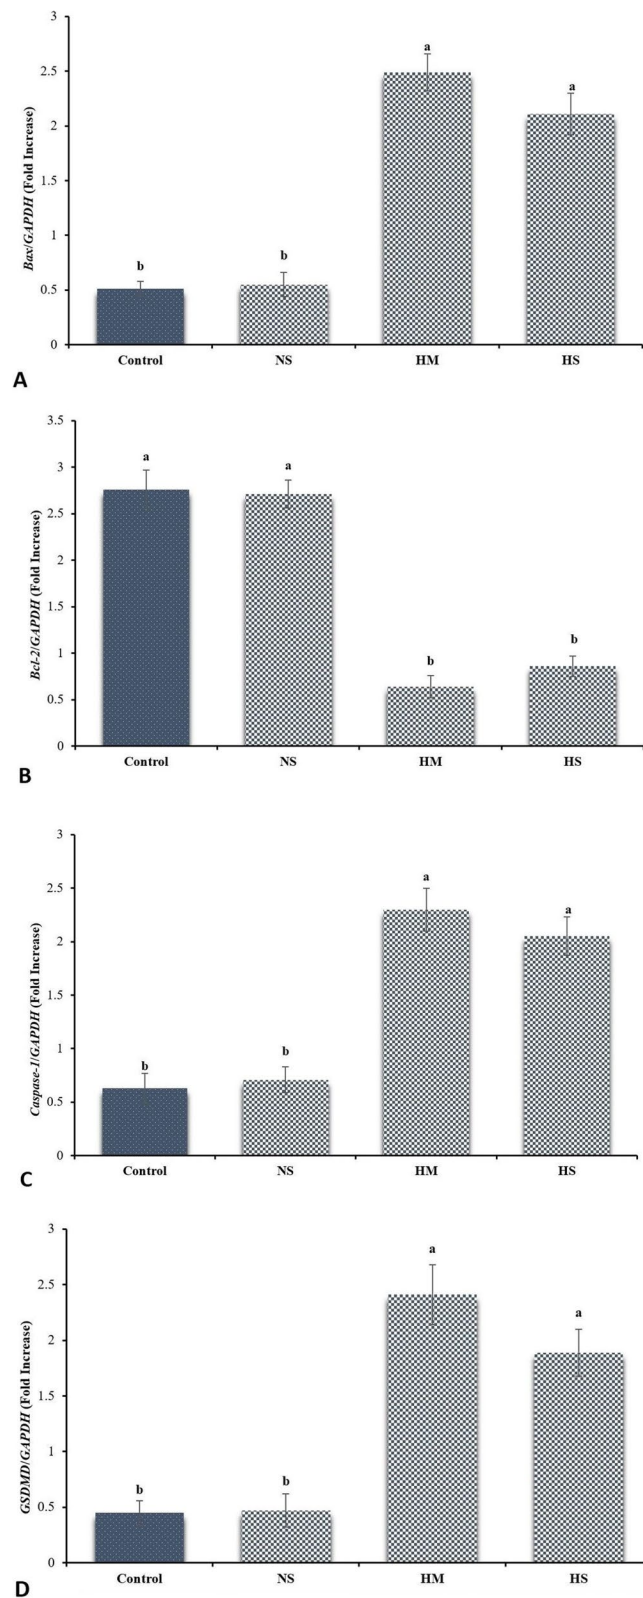 Bax/GAPDH (Fold Increase)
3
2.5
2
1.5
1
0.5
0
b
b
a
a
Control
NS
HM
HS
A
Bcl-2/GAPDH (Fold Increase)
3.5
3
2.5
2
1.5
1
0.5
0
a
a
b
b
Control
NS
HM
HS
B
Caspase-1/GAPDH (Fold Increase)
3
2.5
2
1.5
1
0.5
0
b
b
a
a
Control
NS
HM
HS
C
GSDMD/GAPDH (Fold Increase)
3
2.5
2
1.5
1
0.5
0
b
b
a
a
Control
NS
HM
HS
D